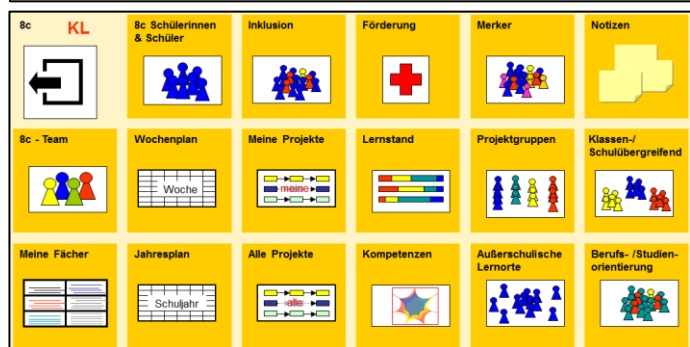 8c KL
8c Schülerinnen
& Schüler
Inklusion
Förderung
Merker
Notizen
8c - Team
Wochenplan
Woche
Meine Projekte
meine
Lernstand
Projektgruppen
Klassen-/
Schulübergreifend
Meine Fächer
Jahresplan
Schuljahr
Alle Projekte
alle
Kompetenzen
Außerschulische
Lernorte
Berufs- /Studien-
orientierung